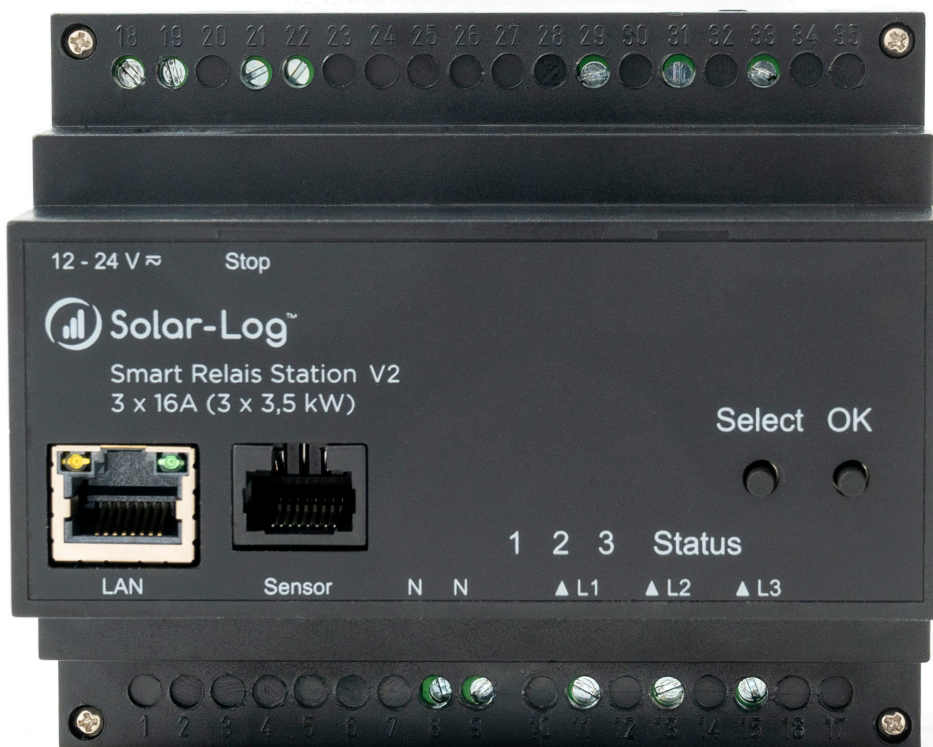 18 19 20 21 22 23 24 25 26 27 28 29 30 31 32 33 34 35
12 - 24 V ≂ Stop
Solar-Log™
Smart Relais Station V2
3 x 16A (3 x 3,5 kW)
Select OK
1 2 3 Status
LAN Sensor N N ▲ L1 ▲ L2 ▲ L3
1 2 3 4 5 6 7 8 9 10 11 12 13 14 15 16 17